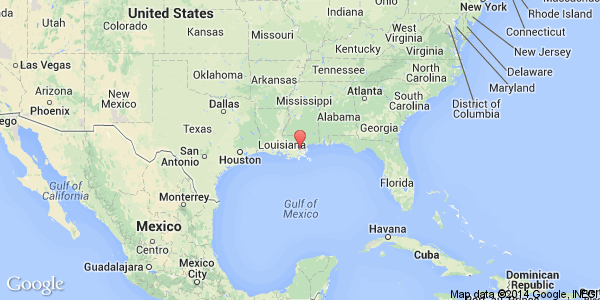 New York
Rhode Island
United States
Indiana
Ohio
Nevada
Utah
Colorado
Kansas
Missouri
West
Virginia
Virginia
Connecticut
Kentucky
New Jersey
Las Vegas
Oklahoma
Tennessee
North
Carolina
Delaware
Arkansas
Maryland
Arizona
New
Mexico
Phoenix
Dallas
Mississippi
Atlanta
South
Carolina
District of
Columbia
Alabama
Texas
Georgia
San
Antonio
Houston
Louisiana
Gulf of
California
Florida
Monterrey
Gulf of
Mexico
Mexico
Centro
Havana
Cuba
Guadalajara
Mexico
City
Dominican
Republic
Google
Map data ©2014 Google, INEGI